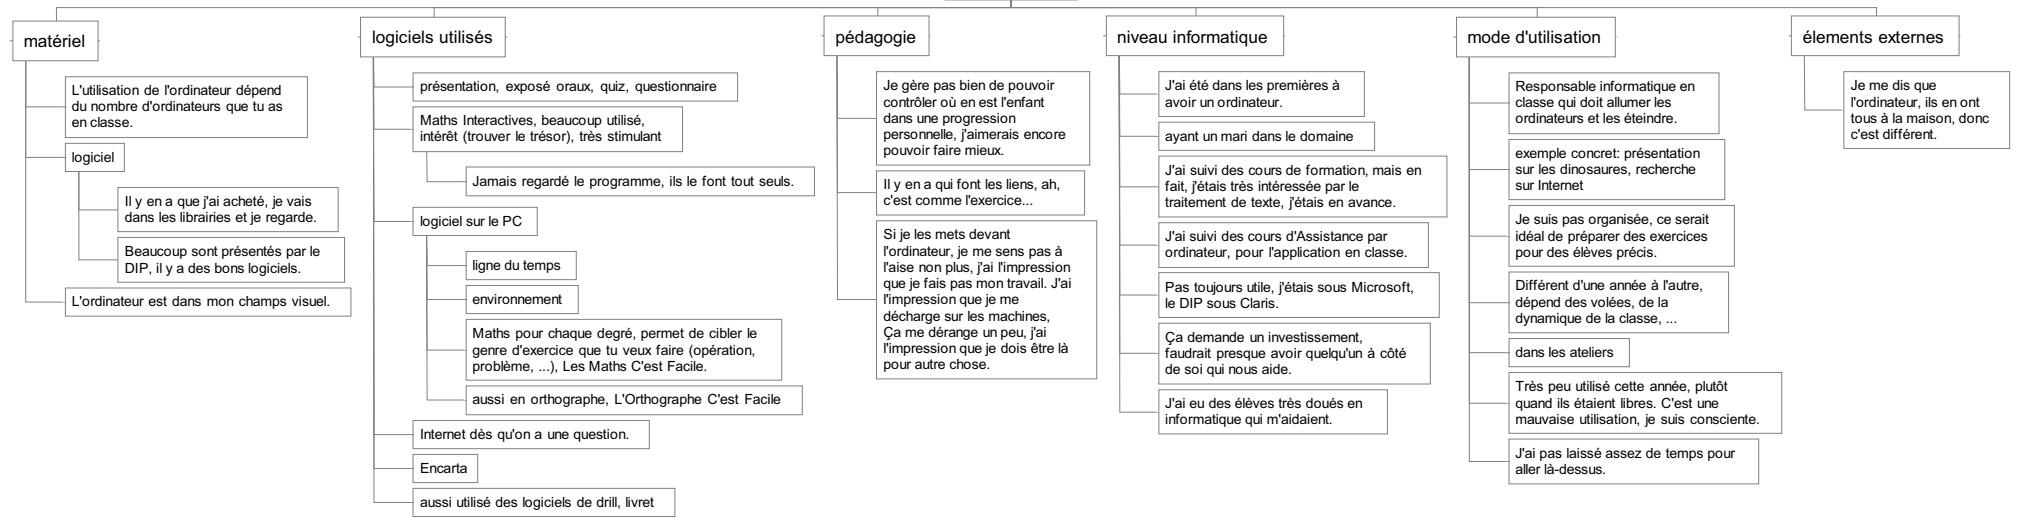 matériel
L'utilisation de l'ordinateur dépend
du nombre d'ordinateurs que tu as
en classe.
logiciel
Il y en a que j'ai acheté, je vais
dans les librairies et je regarde.
Beaucoup sont présentés par le
DIP, il y a des bons logiciels.
L'ordinateur est dans mon champs visuel.
logiciels utilisés
présentation, exposé oraux, quiz, questionnaire
Maths Interactives, beaucoup utilisé,
intérêt (trouver le trésor), très stimulant
Jamais regardé le programme, ils le font tout seuls.
logiciel sur le PC
ligne du temps
environnement
Maths pour chaque degré, permet de cibler le
genre d'exercice que tu veux faire (opération,
problème, ...), Les Maths C'est Facile.
aussi en orthographe, L'Orthographe C'est Facile
Internet dès qu'on a une question.
Encarta
aussi utilisé des logiciels de drill, livret
pédagogie
Je gère pas bien de pouvoir
contrôler où en est l'enfant
dans une progression
personnelle, j'aimerais encore
pouvoir faire mieux.
Il y en a qui font les liens, ah,
c'est comme l'exercice...
Si je les mets devant
l'ordinateur, je me sens pas à
l'aise non plus, j'ai l'impression
que je fais pas mon travail. J'ai
l'impression que je me
décharge sur les machines,
Ça me dérange un peu, j'ai
l'impression que je dois être là
pour autre chose.
niveau informatique
J'ai été dans les premières à
avoir un ordinateur.
ayant un mari dans le domaine
J'ai suivi des cours de formation, mais en
fait, j'étais très intéressée par le
traitement de texte, j'étais en avance.
J'ai suivi des cours d'Assistance par
ordinateur, pour l'application en classe.
Pas toujours utile, j'étais sous Microsoft,
le DIP sous Claris.
Ça demande un investissement,
faudrait presque avoir quelqu'un à côté
de soi qui nous aide.
J'ai eu des élèves très doués en
informatique qui m'aidaient.
mode d'utilisation
Responsable informatique en
classe qui doit allumer les
ordinateurs et les éteindre.
exemple concret: présentation
sur les dinosaures, recherche
sur Internet
Je suis pas organisée, ce serait
idéal de préparer des exercices
pour des élèves précis.
Différent d'une année à l'autre,
dépend des volées, de la
dynamique de la classe, ...
dans les ateliers
Très peu utilisé cette année, plutôt
quand ils étaient libres. C'est une
mauvaise utilisation, je suis consciente.
J'ai pas laissé assez de temps pour
aller là-dessus.
élements externes
Je me dis que
l'ordinateur, ils en ont
tous à la maison, donc
c'est différent.